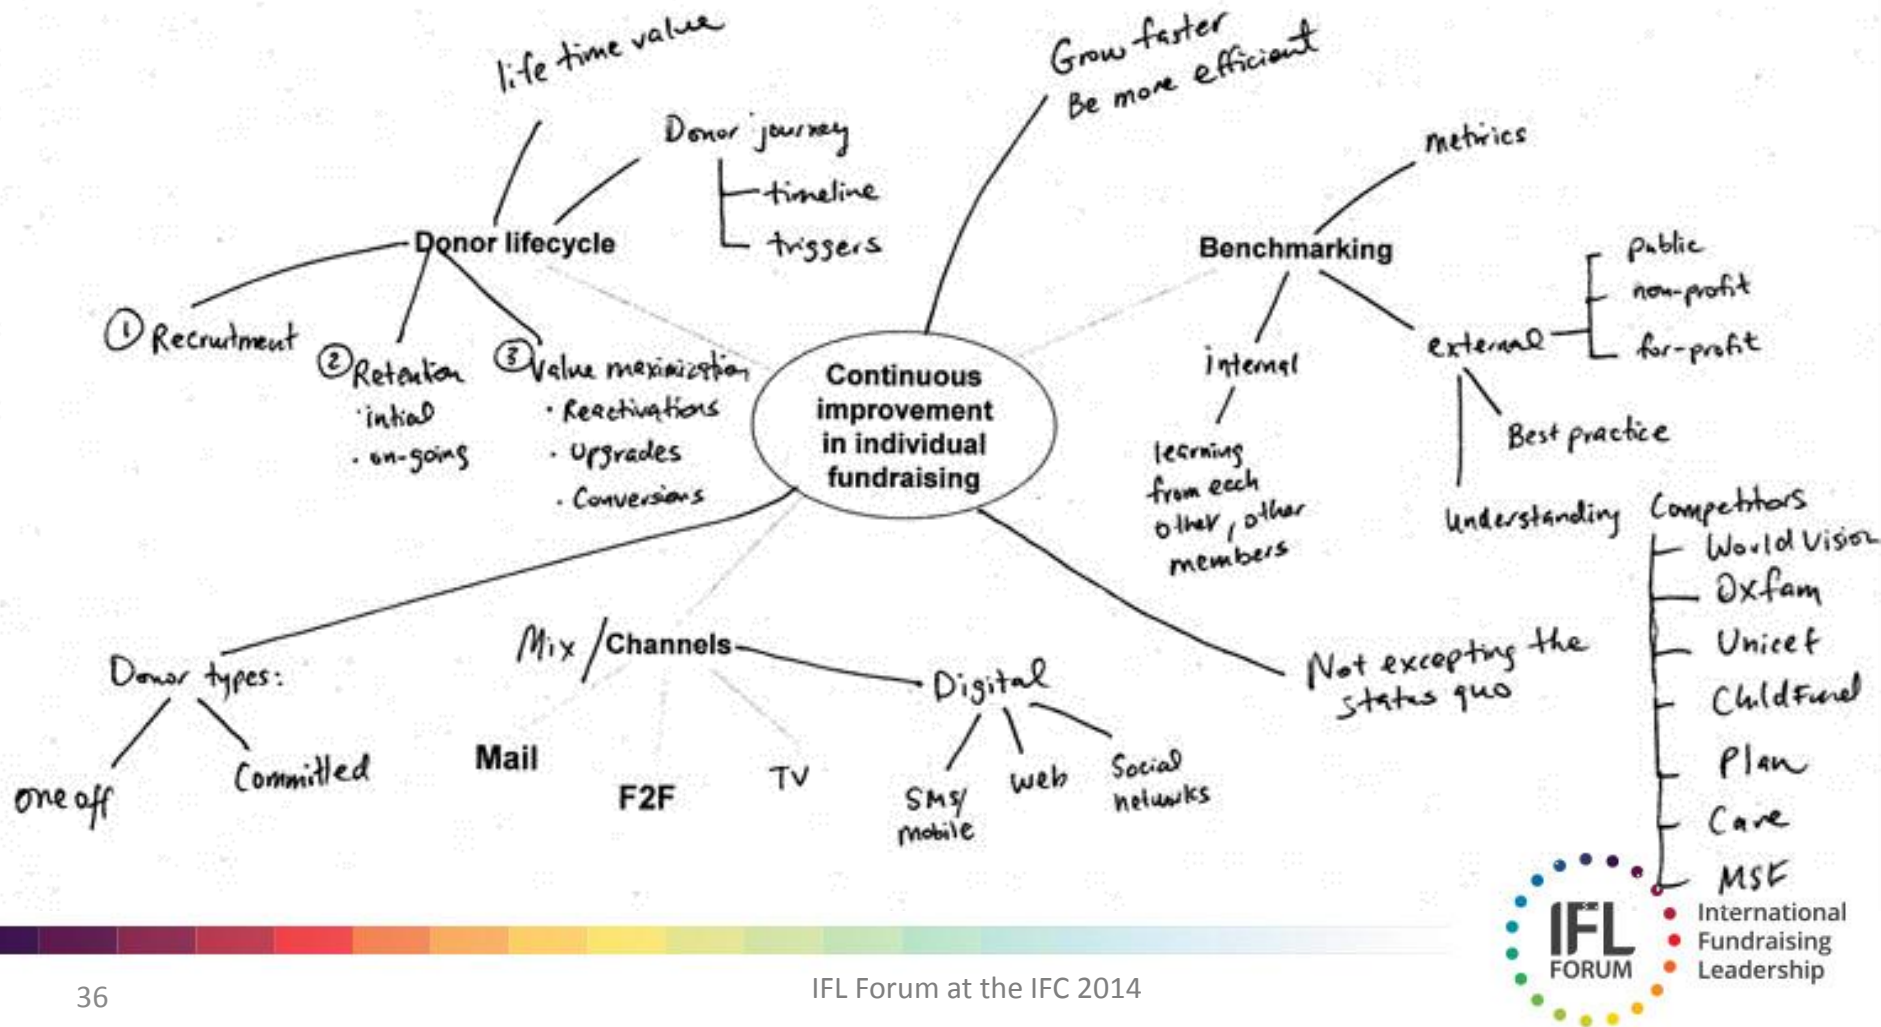 life time value
Donor journey
timeline
triggers
Donor lifecycle
① Recruitment
② Retention
· intial
· on-going
③ Value maximization
· Reactivations
· Upgrades
· Conversions
Grow faster
Be more efficient
Benchmarking
metrics
internal
learning
from each
other, other
members
external
public
non-profit
for-profit
Best practice
Understanding Competitors
World Vision
Oxfam
Unicef
ChildFund
Plan
Care
MSF
Continuous
improvement
in individual
fundraising
Donor types:
one off
Committed
Mix / Channels
Mail
F2F
TV
Digital
SMS/
mobile
web
Social
networks
Not excepting the
status quo
IFL
FORUM
International
Fundraising
Leadership
36
IFL Forum at the IFC 2014